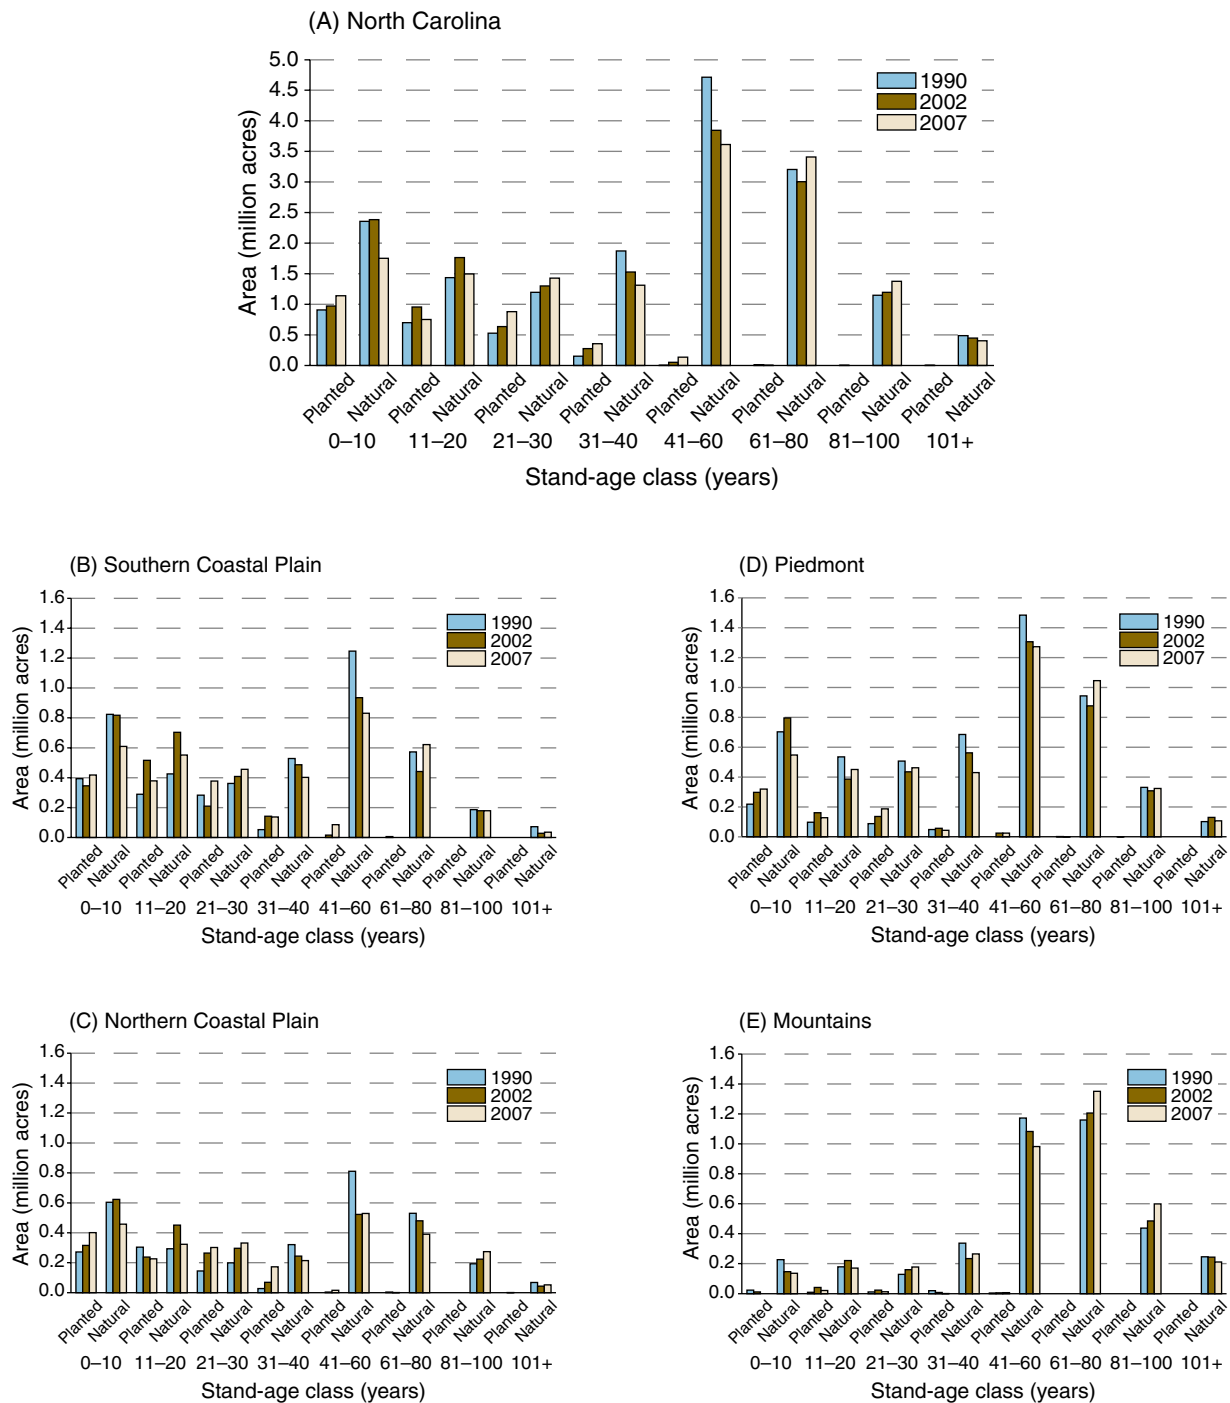 (A) North Carolina
Area (million acres)
5.0
4.5
4.0
3.5
3.0
2.5
2.0
1.5
1.0
0.5
0.0
1990
2002
2007
Planted Natural Planted Natural Planted Natural Planted Natural Planted Natural Planted Natural Planted Natural Planted Natural
0–10 11–20 21–30 31–40 41–60 61–80 81–100 101+
Stand-age class (years)
(B) Southern Coastal Plain
Area (million acres)
1.6
1.4
1.2
1.0
0.8
0.6
0.4
0.2
0.0
1990
2002
2007
Planted Natural Planted Natural Planted Natural Planted Natural Planted Natural Planted Natural Planted Natural Planted Natural
0–10 11–20 21–30 31–40 41–60 61–80 81–100 101+
Stand-age class (years)
(D) Piedmont
Area (million acres)
1.6
1.4
1.2
1.0
0.8
0.6
0.4
0.2
0.0
1990
2002
2007
Planted Natural Planted Natural Planted Natural Planted Natural Planted Natural Planted Natural Planted Natural Planted Natural
0–10 11–20 21–30 31–40 41–60 61–80 81–100 101+
Stand-age class (years)
(C) Northern Coastal Plain
Area (million acres)
1.6
1.4
1.2
1.0
0.8
0.6
0.4
0.2
0.0
1990
2002
2007
Planted Natural Planted Natural Planted Natural Planted Natural Planted Natural Planted Natural Planted Natural Planted Natural
0–10 11–20 21–30 31–40 41–60 61–80 81–100 101+
Stand-age class (years)
(E) Mountains
Area (million acres)
1.6
1.4
1.2
1.0
0.8
0.6
0.4
0.2
0.0
1990
2002
2007
Planted Natural Planted Natural Planted Natural Planted Natural Planted Natural Planted Natural Planted Natural Planted Natural
0–10 11–20 21–30 31–40 41–60 61–80 81–100 101+
Stand-age class (years)